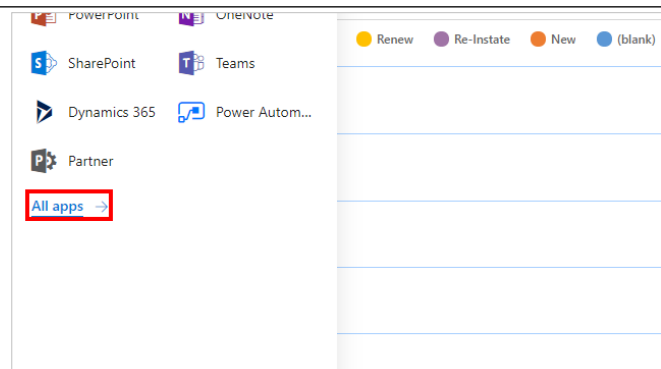 PowerPoint OneNote
Renew Re-Instate New (blank)
SharePoint Teams
Dynamics 365 Power Autom...
Partner
All apps →